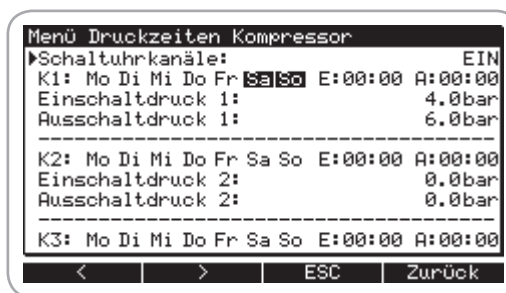 Menü Druckzeiten Kompressor
▶Schaltuhrkanäle: EIN
K1: Mo Di Mi Do Fr Sa So E:00:00 A:00:00
Einschaltdruck 1: 4.0bar
Ausschaltdruck 1: 6.0bar
----------------------------------------
K2: Mo Di Mi Do Fr Sa So E:00:00 A:00:00
Einschaltdruck 2: 0.0bar
Ausschaltdruck 2: 0.0bar
----------------------------------------
K3: Mo Di Mi Do Fr Sa So E:00:00 A:00:00
< > ESC Zurück